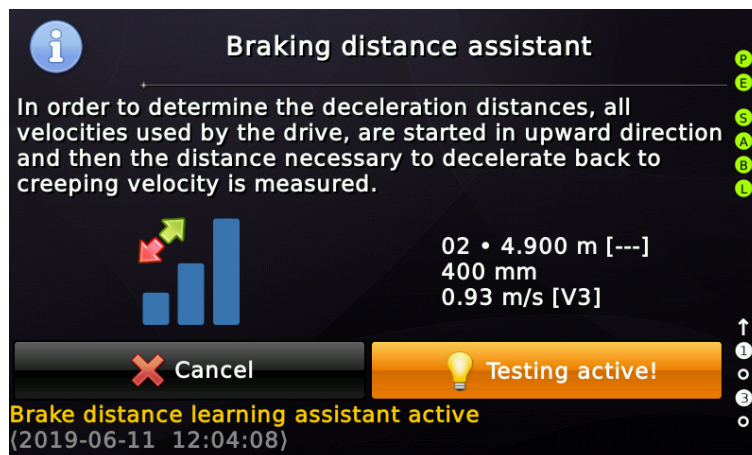 Braking distance assistant
In order to determine the deceleration distances, all
velocities used by the drive, are started in upward direction
and then the distance necessary to decelerate back to
creeping velocity is measured.
02 • 4.900 m [---]
400 mm
0.93 m/s [V3]
Cancel
Testing active!
Brake distance learning assistant active
(2019-06-11 12:04:08)
P
E
S
A
B
L
↑
1
3